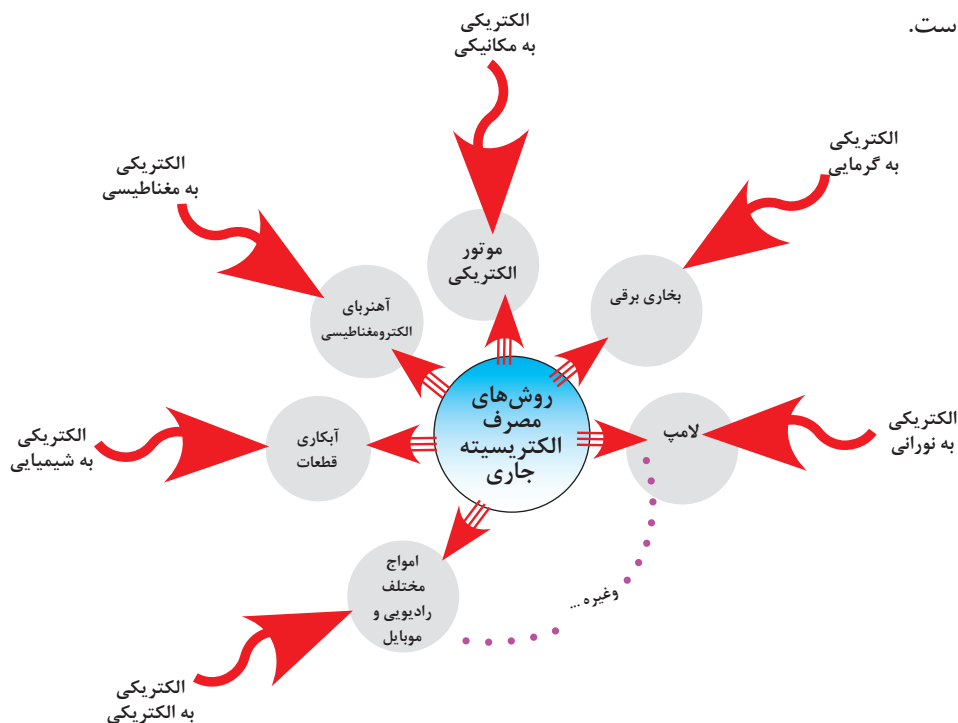 ست.
الکتریکی
به مکانیکی
الکتریکی
به گرمایی
الکتریکی
به مغناطیسی
موتور
الکتریکی
بخاری برقی
آهنربای
الکترومغناطیسی
روش‌های
مصرف
الکتریسیته
جاری
لامپ
الکتریکی
به نورانی
آبکاری
قطعات
الکتریکی
به شیمیایی
امواج
مختلف
رادیویی و
موبایل
وغیره ...
الکتریکی
به الکتریکی